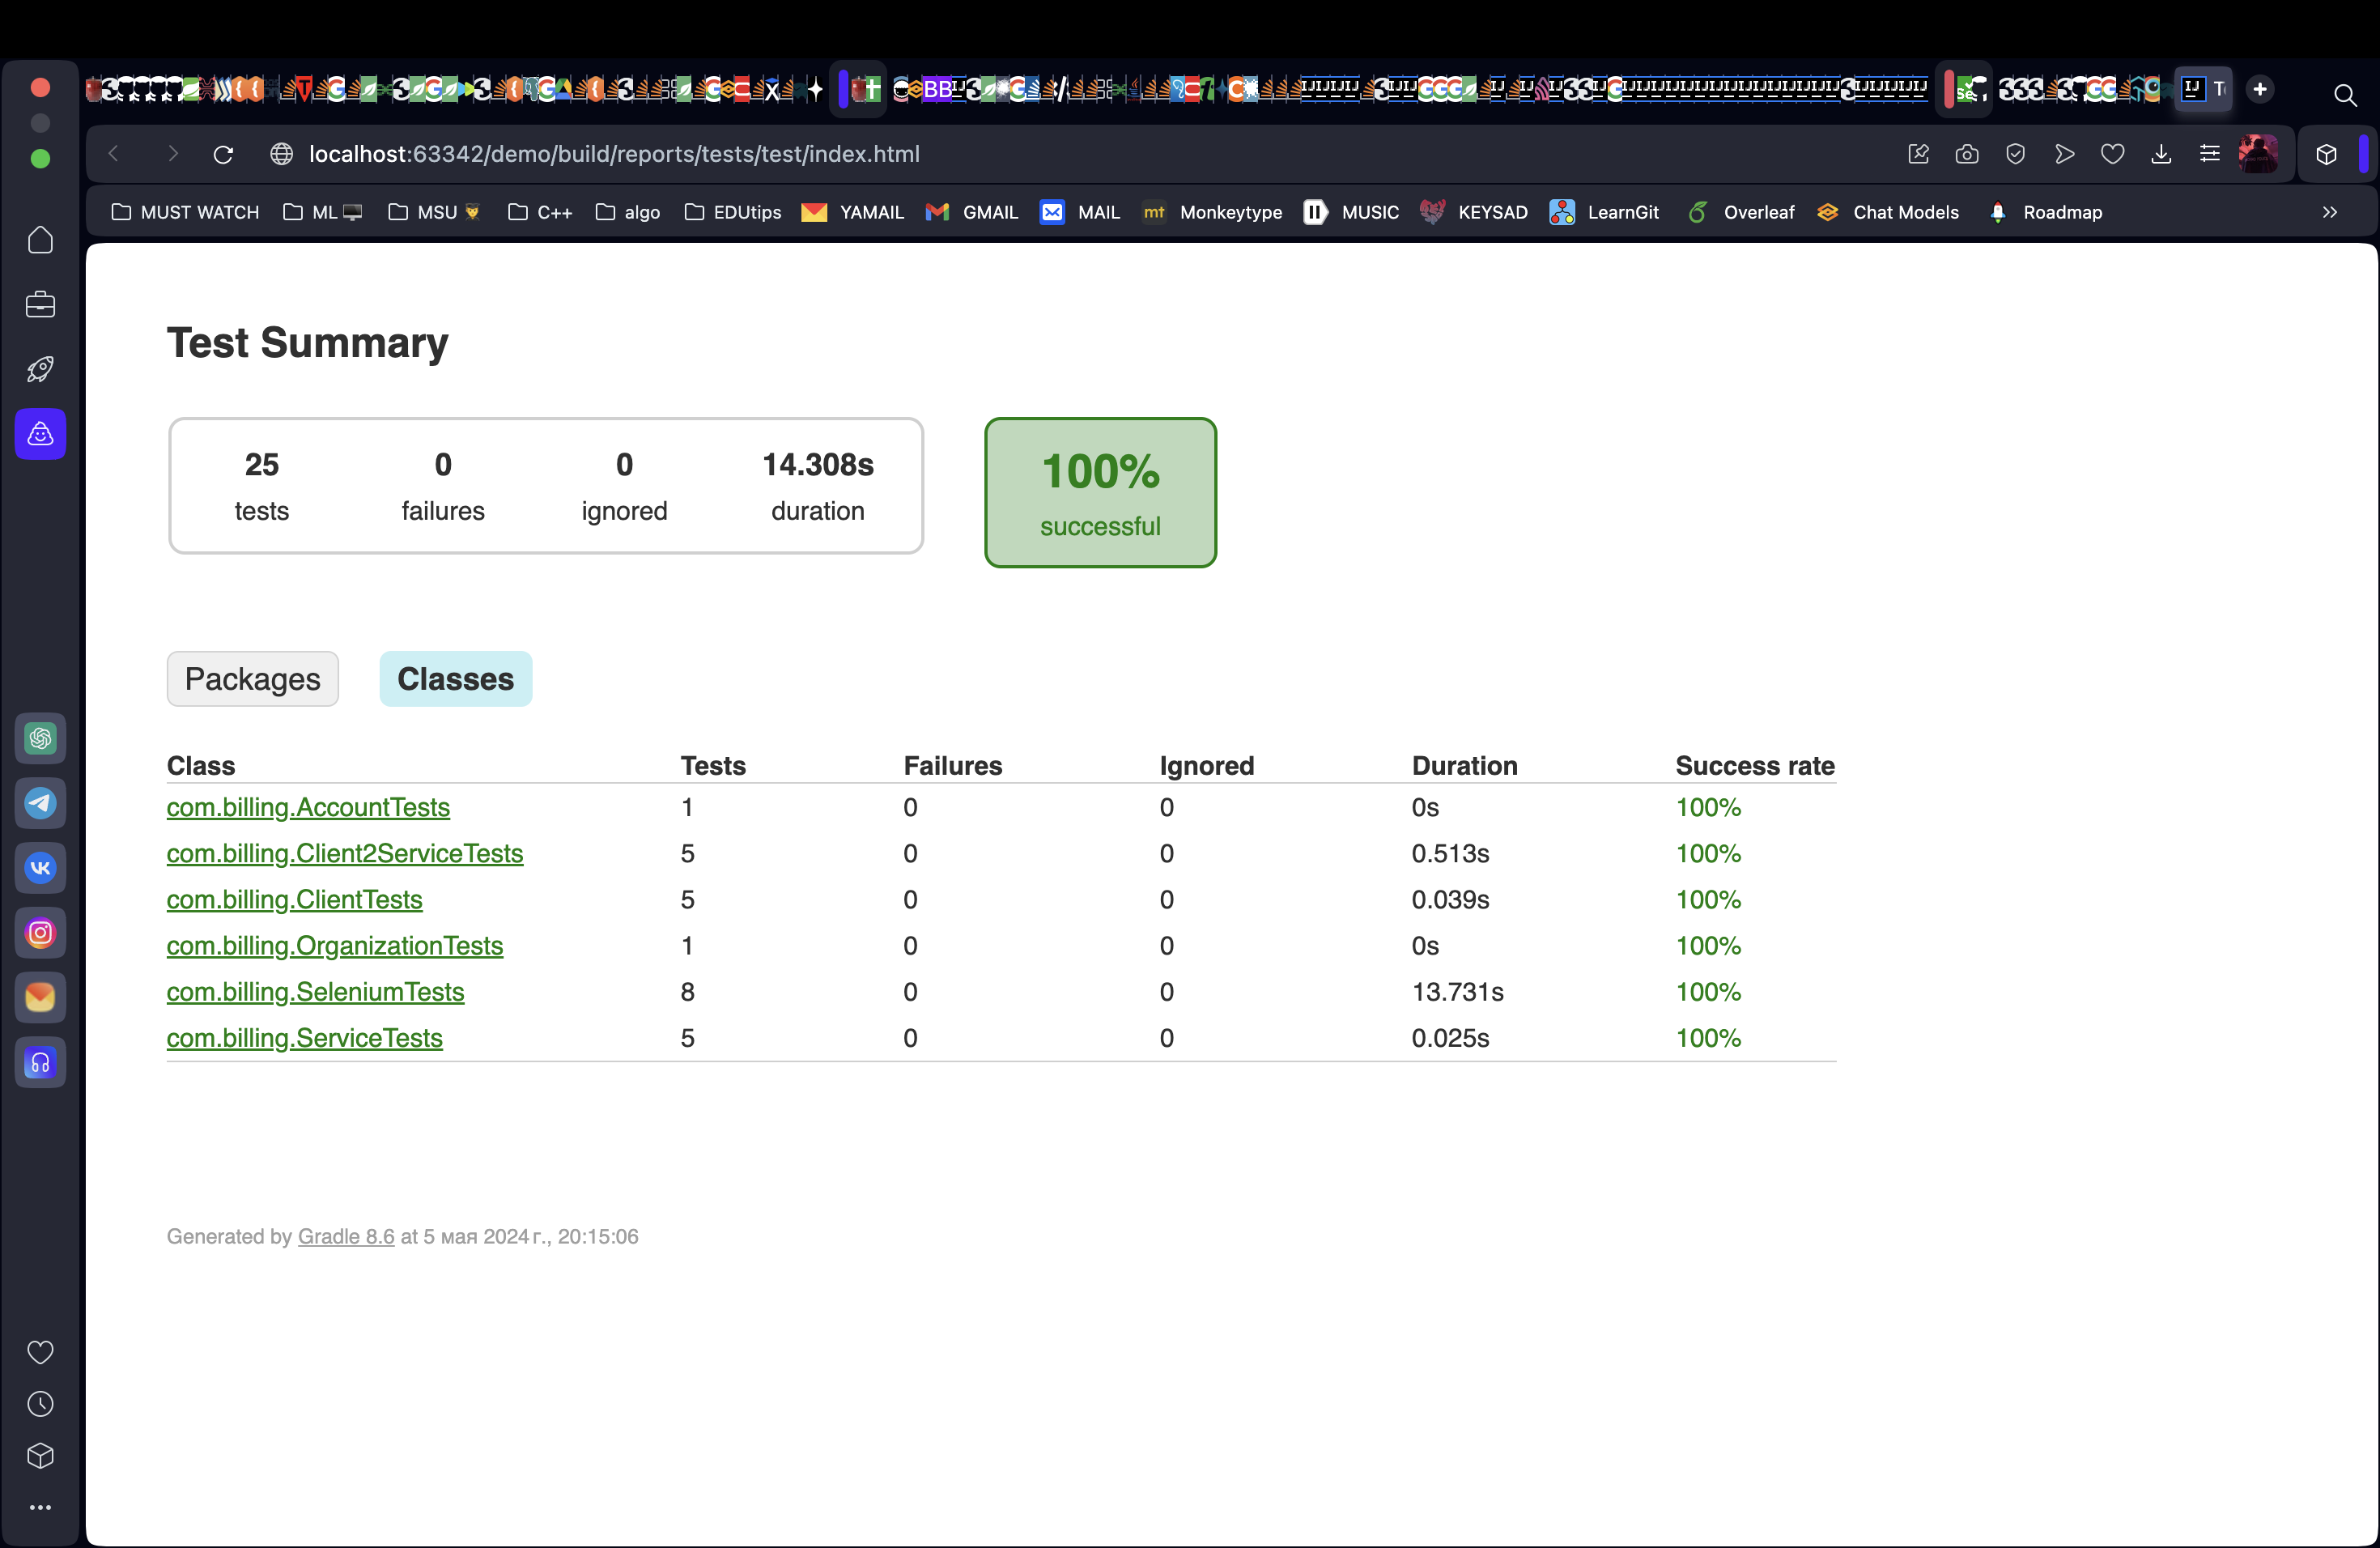 localhost:63342/demo/build/reports/tests/test/index.html
MUST WATCH ML MSU C++ algo EDUtips YAMAIL GMAIL MAIL mt Monkeytype MUSIC KEYSAD LearnGit Overleaf Chat Models Roadmap
Test Summary
25 0 0 14.308s
tests failures ignored duration
100%
successful
Packages Classes
Class Tests Failures Ignored Duration Success rate
com.billing.AccountTests 1 0 0 0s 100%
com.billing.Client2ServiceTests 5 0 0 0.513s 100%
com.billing.ClientTests 5 0 0 0.039s 100%
com.billing.OrganizationTests 1 0 0 0s 100%
com.billing.SeleniumTests 8 0 0 13.731s 100%
com.billing.ServiceTests 5 0 0 0.025s 100%
Generated by Gradle 8.6 at 5 мая 2024 г., 20:15:06